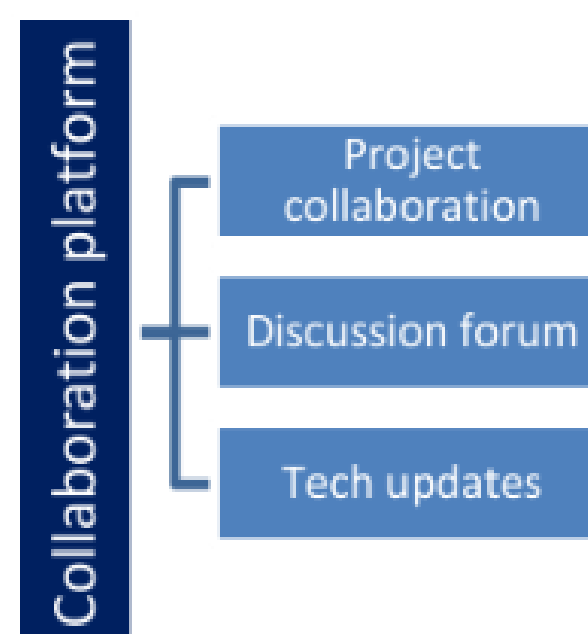 Collaboration platform
Project
collaboration
Discussion forum
Tech updates